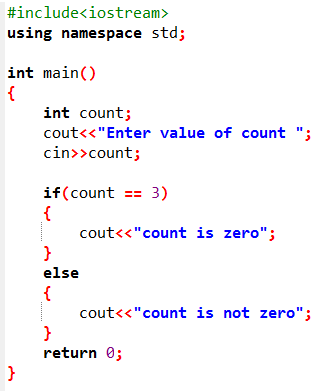 #include<iostream>
using namespace std;
int main()
{
int count;
cout<<"Enter value of count ";
cin>>count;
if(count == 3)
{
cout<<"count is zero";
}
else
{
cout<<"count is not zero";
}
return 0;
}